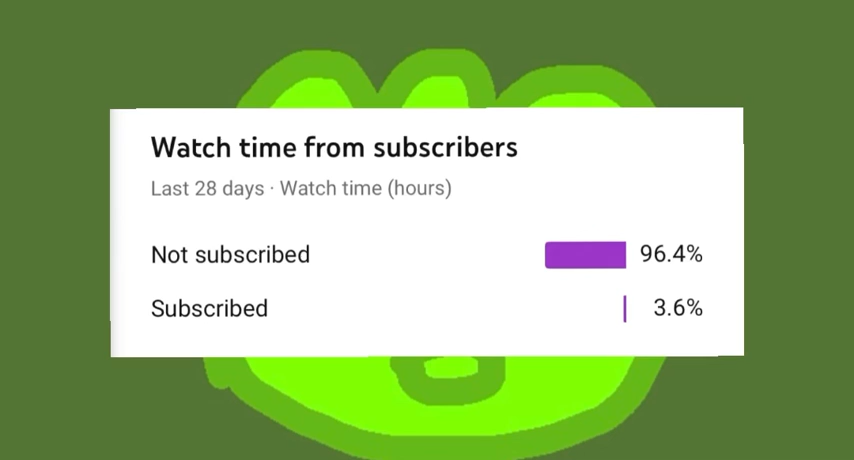 Watch time from subscribers
Last 28 days · Watch time (hours)
Not subscribed 96.4%
Subscribed 3.6%